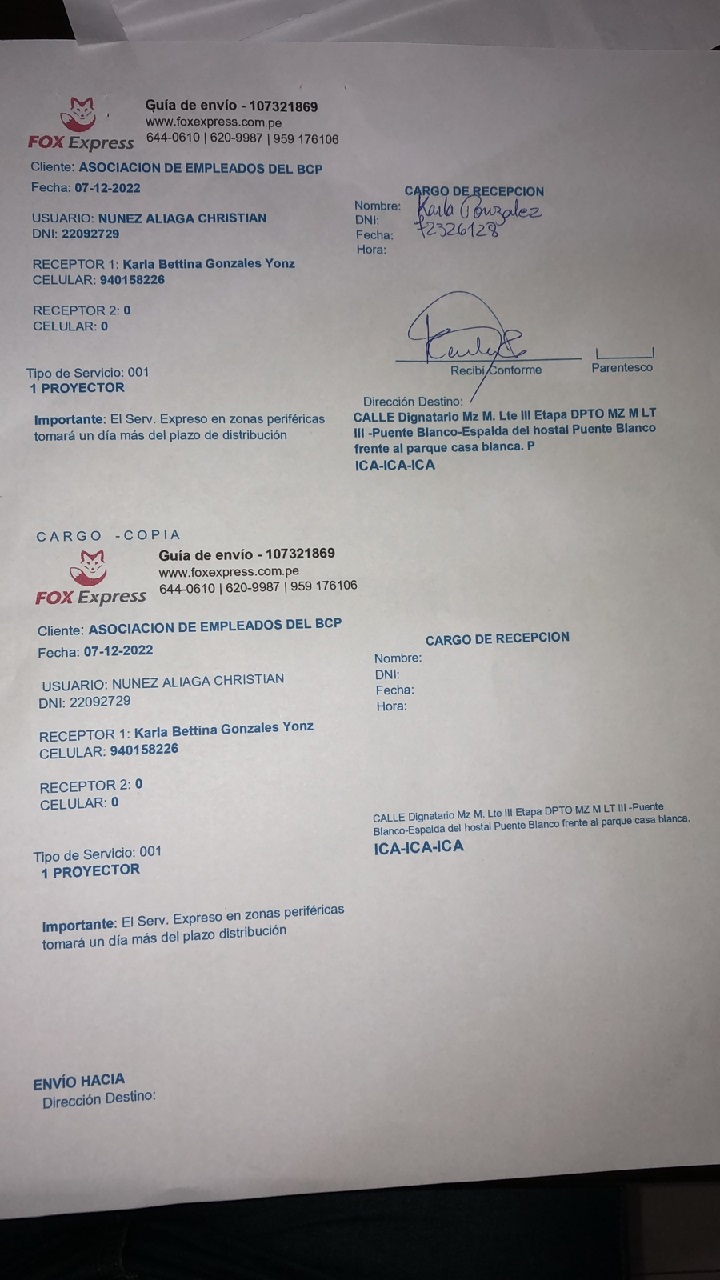 Guía de envio - 107321869
www.foxexpress.com.pe
FOX Express
644-0610 | 620-9987 | 959 176106
Cliente: ASOCIACION DE EMPLEADOS DEL BCP
Fecha: 07-12-2022
CARGO DE RECEPCION
Nombre: Karla Gonzalez
DNI: 72326128
Fecha:
Hora:
USUARIO: NUNEZ ALIAGA CHRISTIAN
DNI: 22092729
RECEPTOR 1: Karla Bettina Gonzales Yonz
CELULAR: 940158226
RECEPTOR 2: 0
CELULAR: 0
Recibí Conforme
Parentesco
Tipo de Servicio: 001
1 PROYECTOR
Importante: El Serv. Expreso en zonas periféricas
tomará un día más del plazo de distribución
Dirección Destino:
CALLE Dignatario Mz M. Lte III Etapa DPTO MZ M LT
III -Puente Blanco-Espalda del hostal Puente Blanco
frente al parque casa blanca. P
ICA-ICA-ICA
CARGO -COPIA
Guía de envio - 107321869
www.foxexpress.com.pe
FOX Express
644-0610 | 620-9987 | 959 176106
Cliente: ASOCIACION DE EMPLEADOS DEL BCP
Fecha: 07-12-2022
CARGO DE RECEPCION
Nombre:
DNI:
Fecha:
Hora:
USUARIO: NUNEZ ALIAGA CHRISTIAN
DNI: 22092729
RECEPTOR 1: Karla Bettina Gonzales Yonz
CELULAR: 940158226
RECEPTOR 2: 0
CELULAR: 0
CALLE Dignatario Mz M. Lte III Etapa DPTO MZ M LT III -Puente
Blanco-Espalda del hostal Puente Blanco frente al parque casa blanca.
ICA-ICA-ICA
Tipo de Servicio: 001
1 PROYECTOR
Importante: El Serv. Expreso en zonas periféricas
tomará un día más del plazo distribución
ENVÍO HACIA
Dirección Destino: